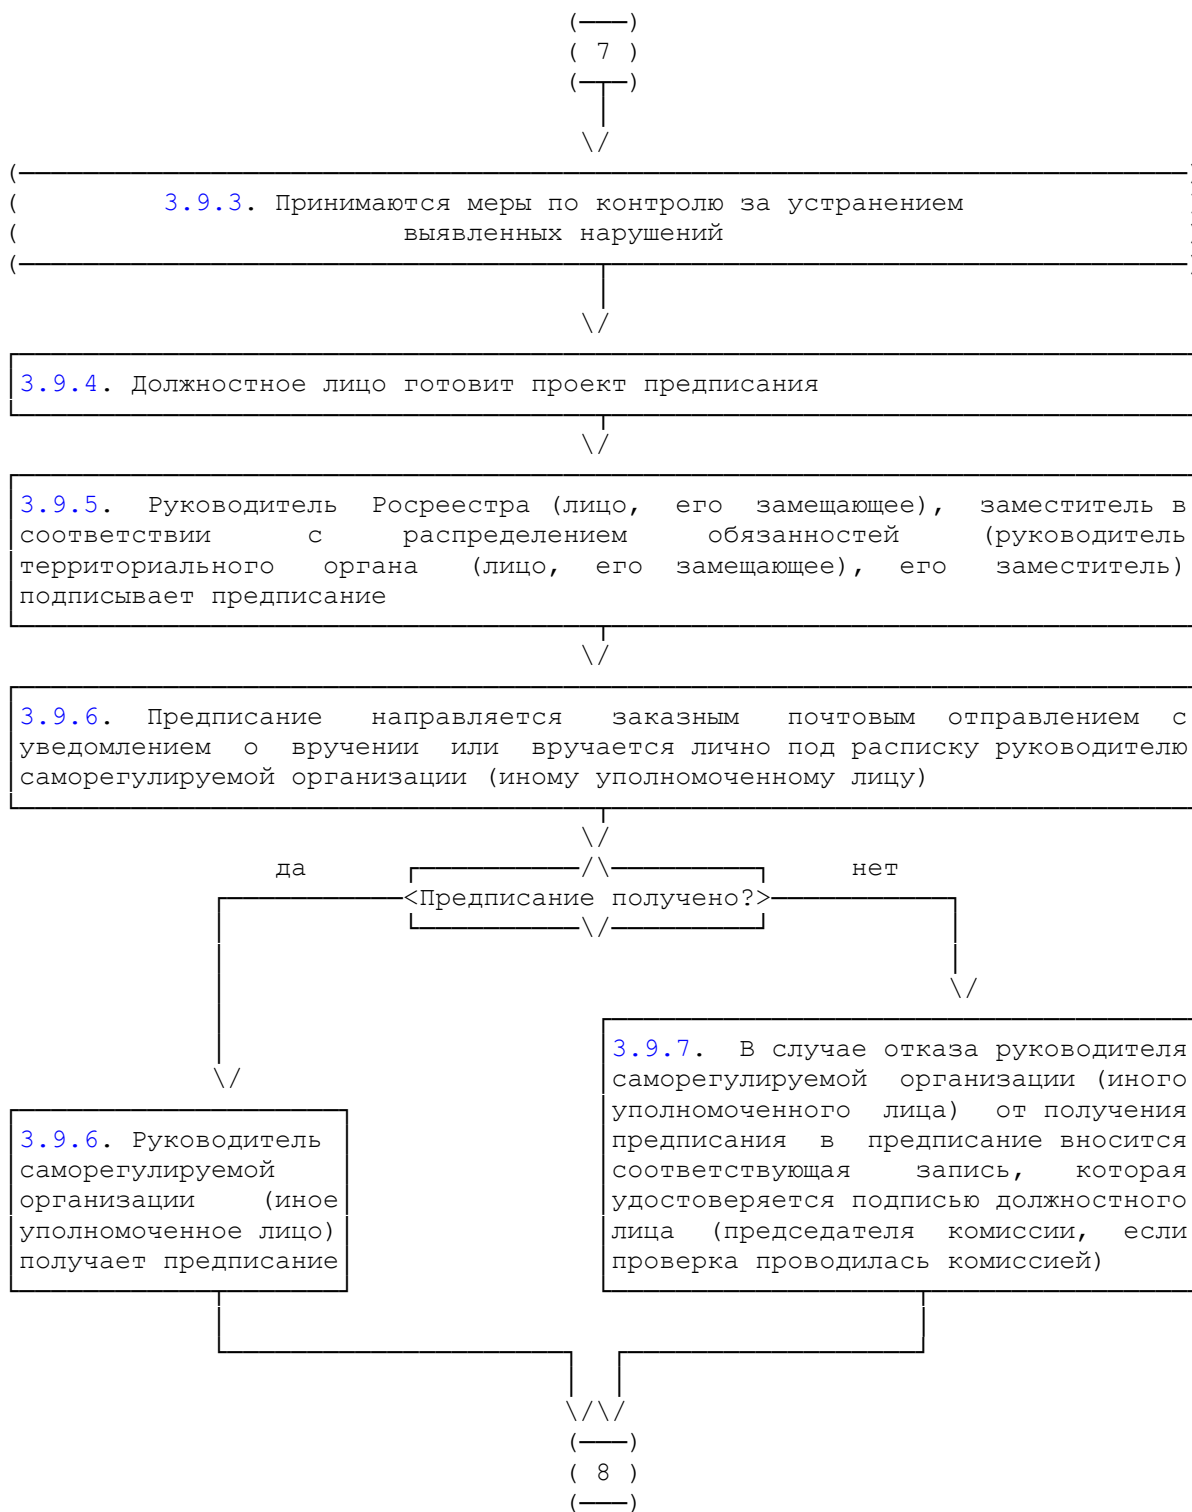 ( 7 )
3.9.3. Принимаются меры по контролю за устранением
выявленных нарушений
3.9.4. Должностное лицо готовит проект предписания
3.9.5. Руководитель Росреестра (лицо, его замещающее), заместитель в
соответствии с распределением обязанностей (руководитель
территориального органа (лицо, его замещающее), его заместитель)
подписывает предписание
3.9.6. Предписание направляется заказным почтовым отправлением с
уведомлением о вручении или вручается лично под расписку руководителю
саморегулируемой организации (иному уполномоченному лицу)
да нет
<Предписание получено?>
3.9.7. В случае отказа руководителя
саморегулируемой организации (иного
уполномоченного лица) от получения
предписания в предписание вносится
соответствующая запись, которая
удостоверяется подписью должностного
лица (председателя комиссии, если
проверка проводилась комиссией)
3.9.6. Руководитель
саморегулируемой
организации (иное
уполномоченное лицо)
получает предписание
( 8 )